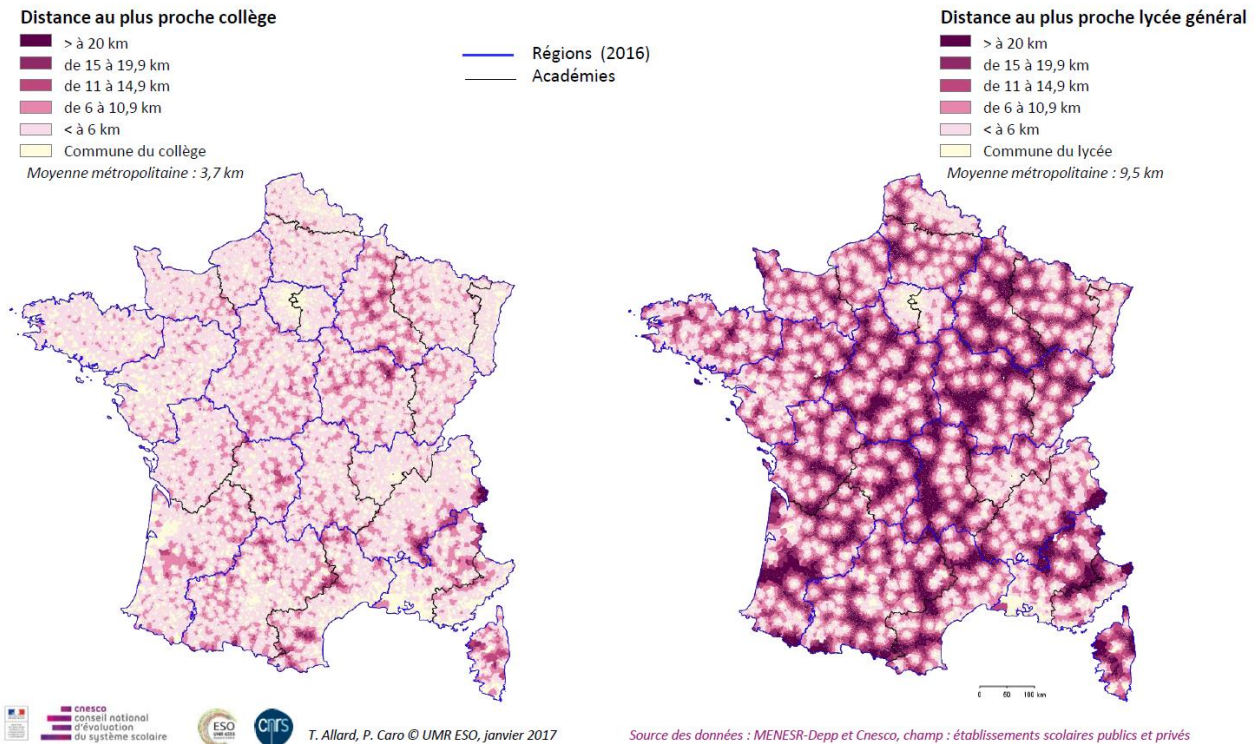 Distance au plus proche collège
> à 20 km
de 15 à 19,9 km
de 11 à 14,9 km
de 6 à 10,9 km
< à 6 km
Commune du collège
Moyenne métropolitaine : 3,7 km
Régions (2016)
Académies
Distance au plus proche lycée général
> à 20 km
de 15 à 19,9 km
de 11 à 14,9 km
de 6 à 10,9 km
< à 6 km
Commune du lycée
Moyenne métropolitaine : 9,5 km
0 60 100 km
cnesco
conseil national
d'évaluation
du système scolaire
ESO
cnrs
T. Allard, P. Caro © UMR ESO, janvier 2017
Source des données : MENESR-Depp et Cnesco, champ : établissements scolaires publics et privés